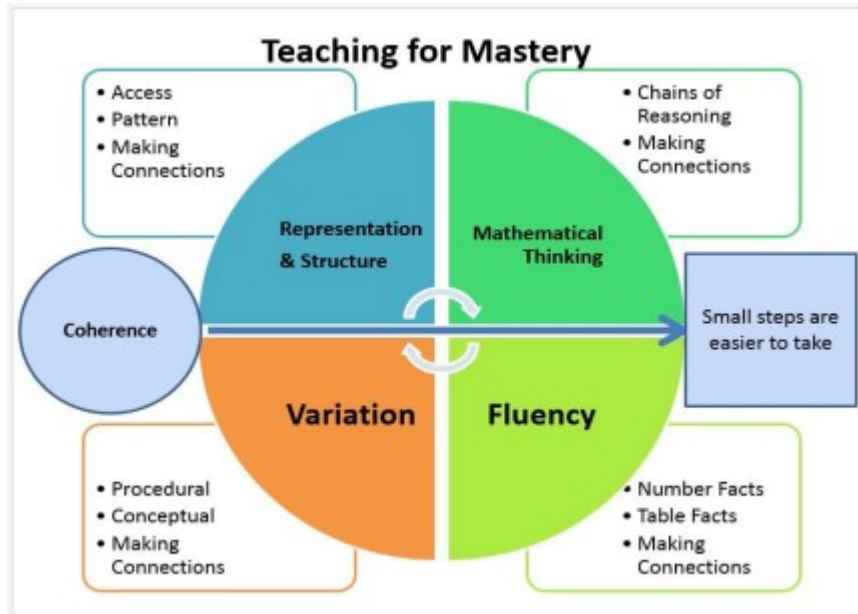 Teaching for Mastery
• Access
• Pattern
• Making
Connections
• Chains of
Reasoning
• Making
Connections
Representation
& Structure
Mathematical
Thinking
Coherence
Small steps are
easier to take
Variation
Fluency
• Procedural
• Conceptual
• Making
Connections
• Number Facts
• Table Facts
• Making
Connections